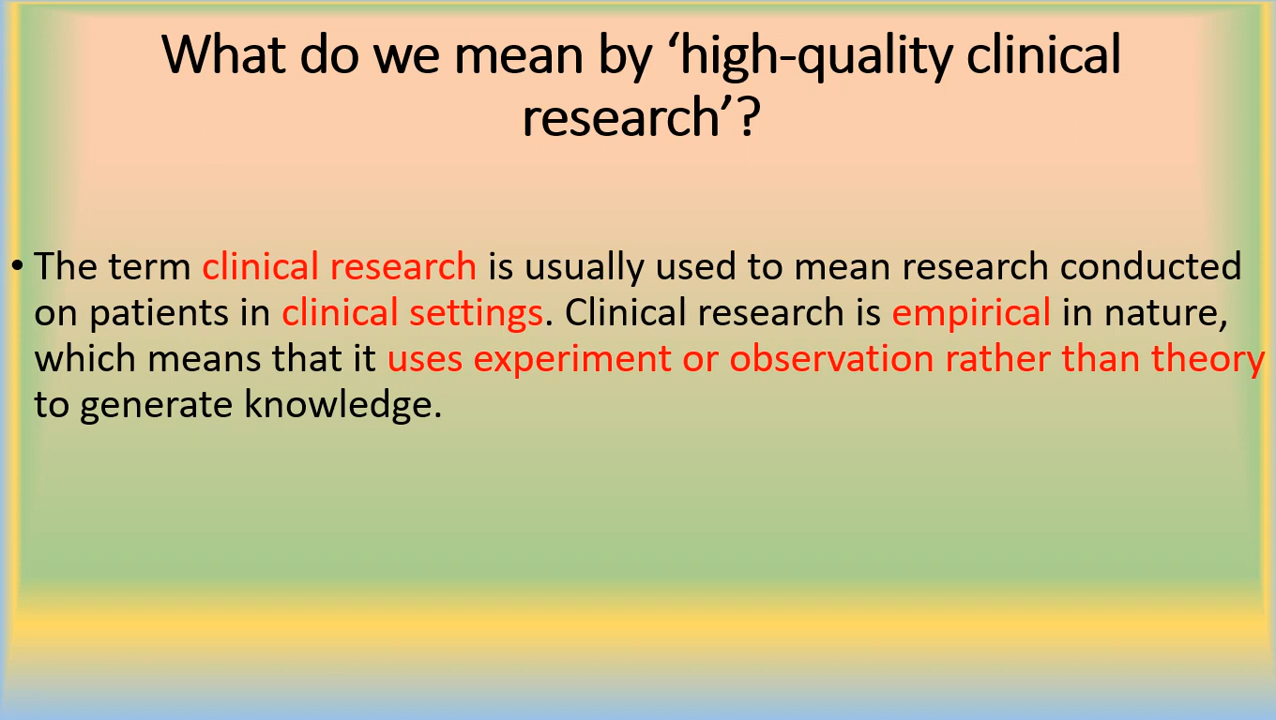 What do we mean by ‘high-quality clinical
research’?
• The term clinical research is usually used to mean research conducted
on patients in clinical settings. Clinical research is empirical in nature,
which means that it uses experiment or observation rather than theory
to generate knowledge.